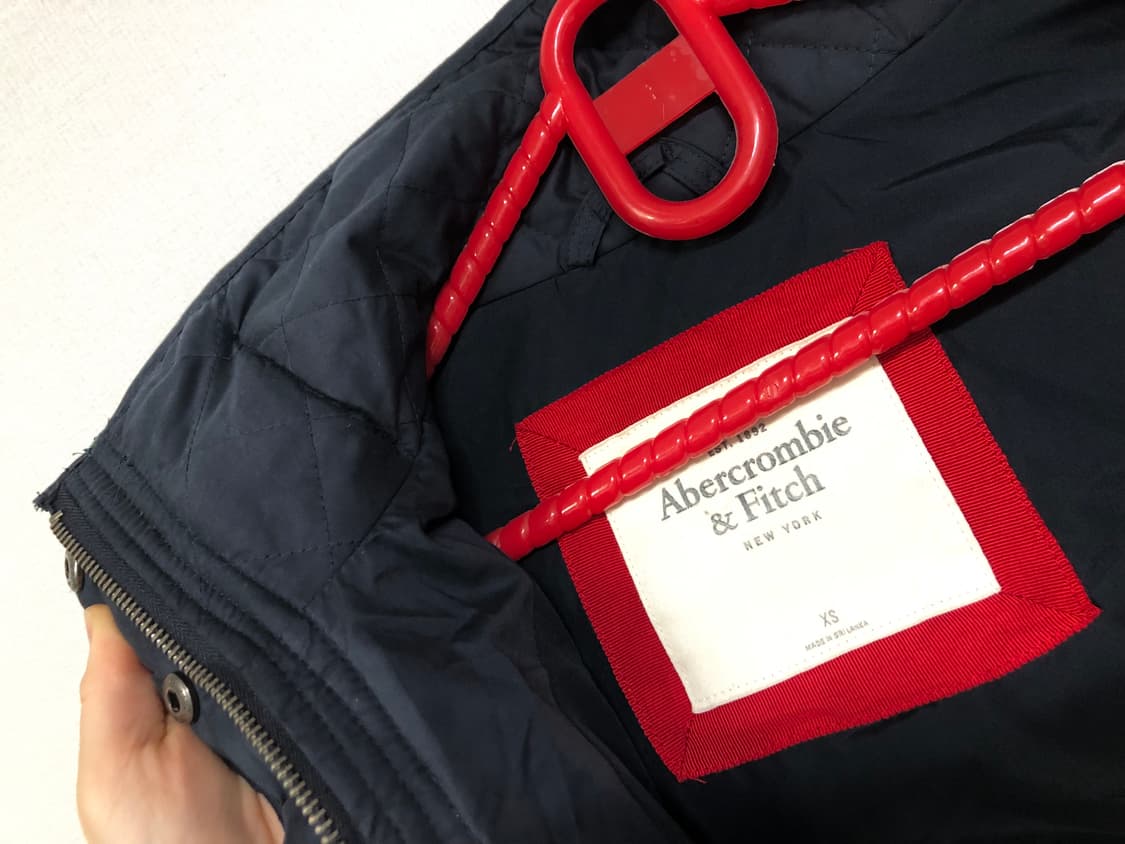 EST. 1892
Abercrombie
& Fitch
NEW YORK
XS
MADE IN SRI LANKA